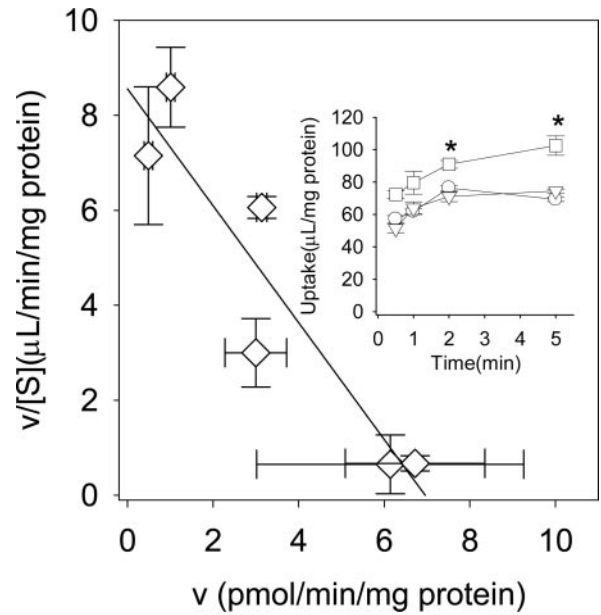 v/[S](μL/min/mg protein)
10
8
6
4
2
0
0 2 4 6 8 10
v (pmol/min/mg protein)
Uptake(μL/mg protein)
120
100
80
60
40
20
0
* *
0 1 2 3 4 5
Time(min)